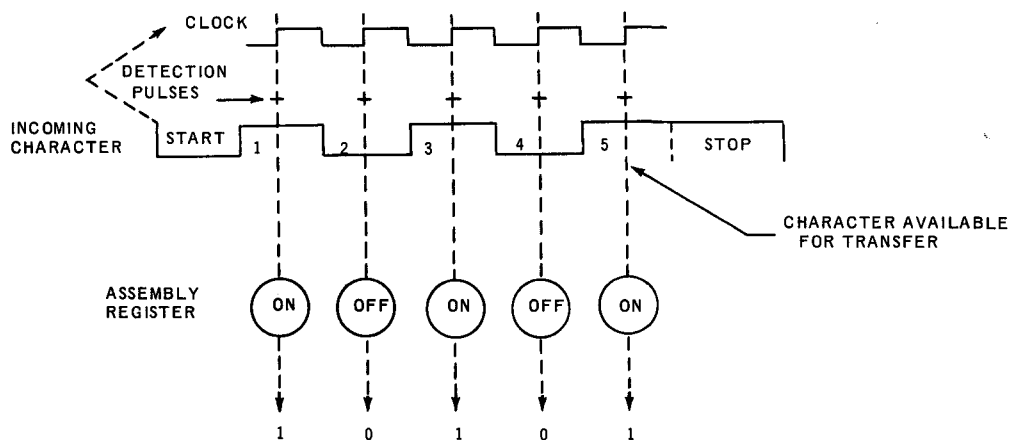 CLOCK
DETECTION
PULSES
INCOMING
CHARACTER
START
1
2
3
4
5
STOP
CHARACTER AVAILABLE
FOR TRANSFER
ASSEMBLY
REGISTER
ON
OFF
ON
OFF
ON
1 0 1 0 1